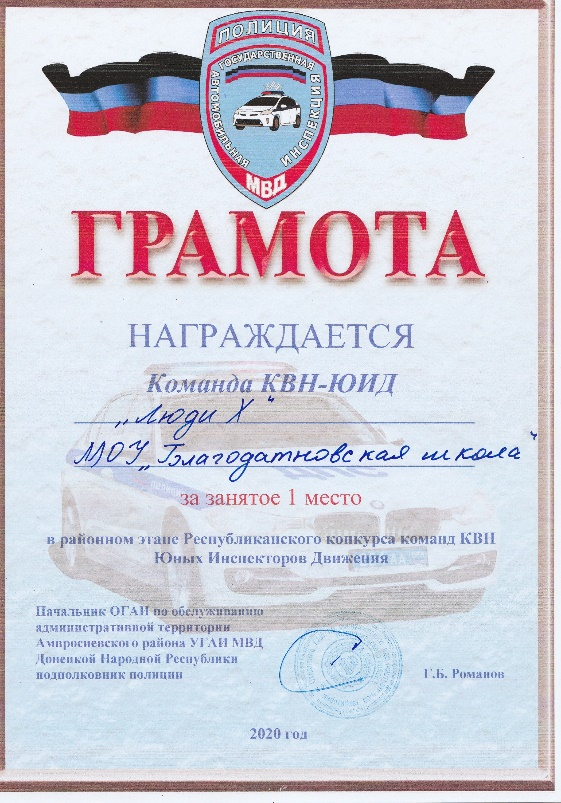 ПОЛИЦИЯ
ГОСУДАРСТВЕННАЯ
АВТОМОБИЛЬНАЯ
ИНСПЕКЦИЯ
МВД
ГРАМОТА
НАГРАЖДАЕТСЯ
Команда КВН-ЮИД
„Люди Х"
МОУ „Благодатновская школа"
за занятое 1 место
в районном этапе Республиканского конкурса команд КВН
Юных Инспекторов Движения
Начальник ОГАИ по обслуживанию
административной территории
Амвросиевского района УГАИ МВД
Донецкой Народной Республики
подполковник полиции
Г.Б. Романов
2020 год